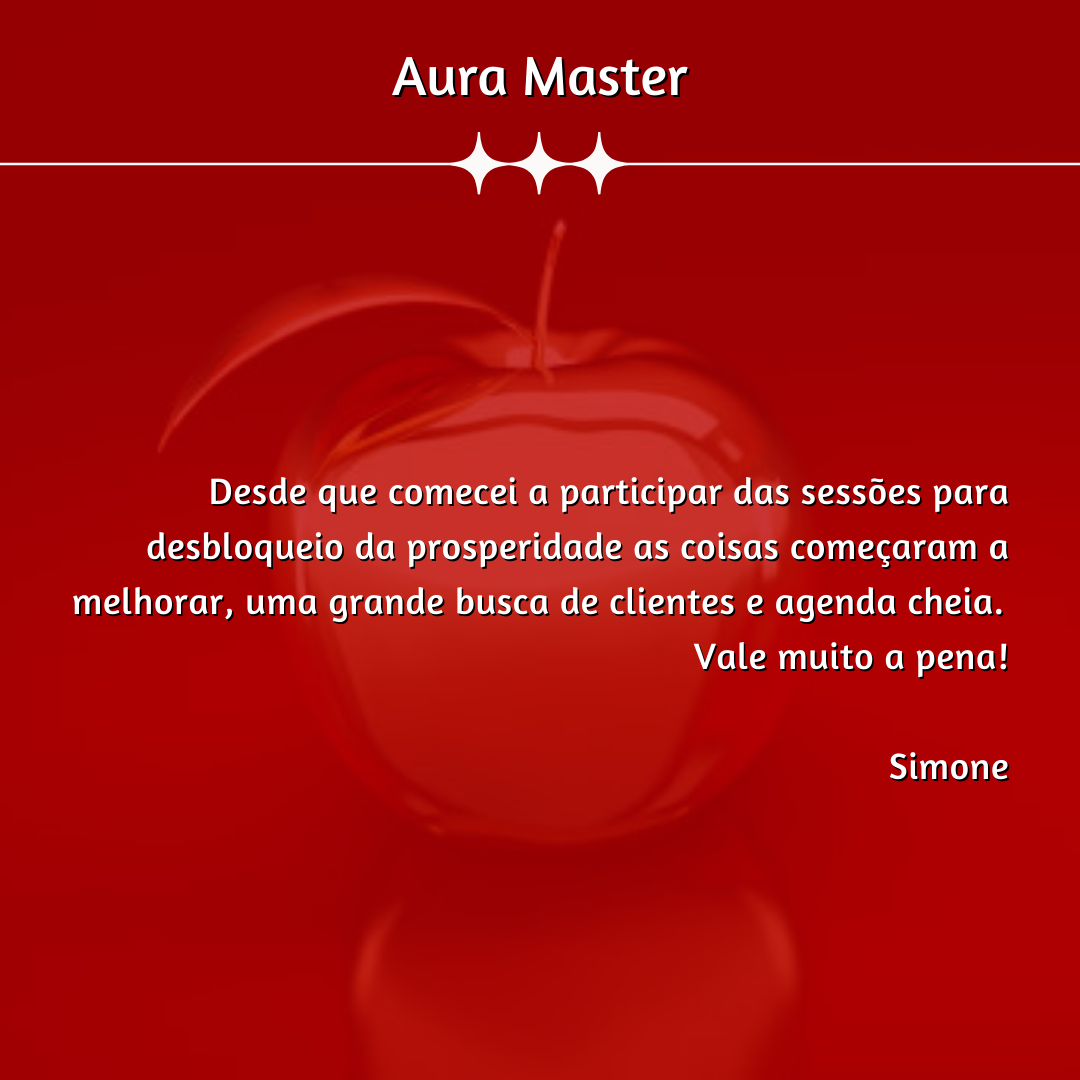 Aura Master
Desde que comecei a participar das sessões para
desbloqueio da prosperidade as coisas começaram a
melhorar, uma grande busca de clientes e agenda cheia.
Vale muito a pena!
Simone